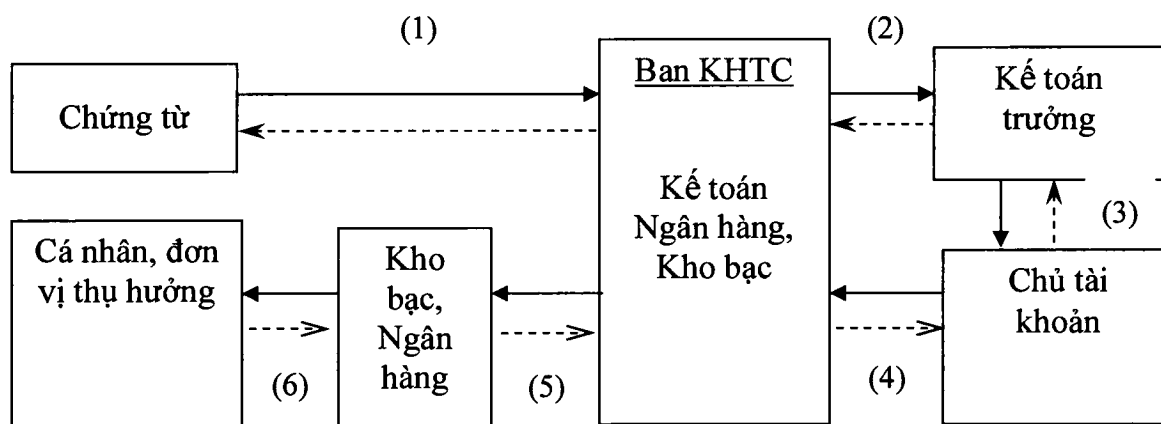 (1)
(2)
Chứng từ
Ban KHTC
Kế toán
Ngân hàng,
Kho bạc
Kế toán
trưởng
(3)
Cá nhân, đơn
vị thụ hưởng
Kho
bạc,
Ngân
hàng
Chủ tài
khoản
(6)
(5)
(4)